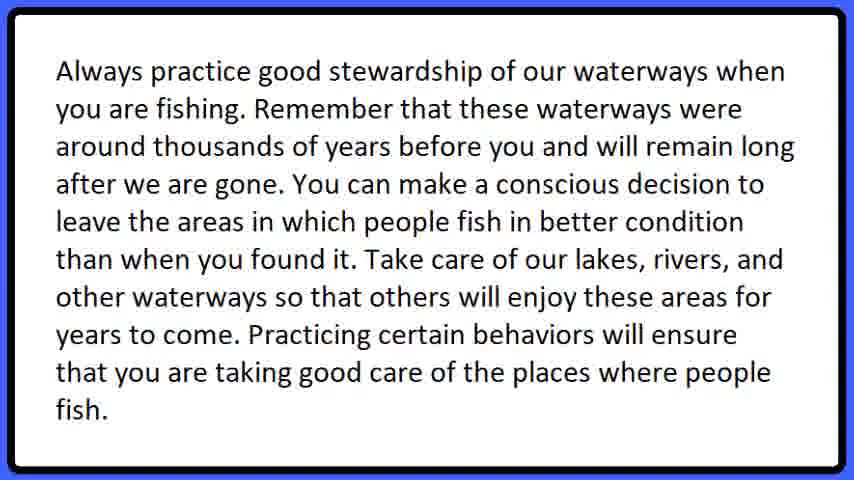 Always practice good stewardship of our waterways when
you are fishing. Remember that these waterways were
around thousands of years before you and will remain long
after we are gone. You can make a conscious decision to
leave the areas in which people fish in better condition
than when you found it. Take care of our lakes, rivers, and
other waterways so that others will enjoy these areas for
years to come. Practicing certain behaviors will ensure
that you are taking good care of the places where people
fish.